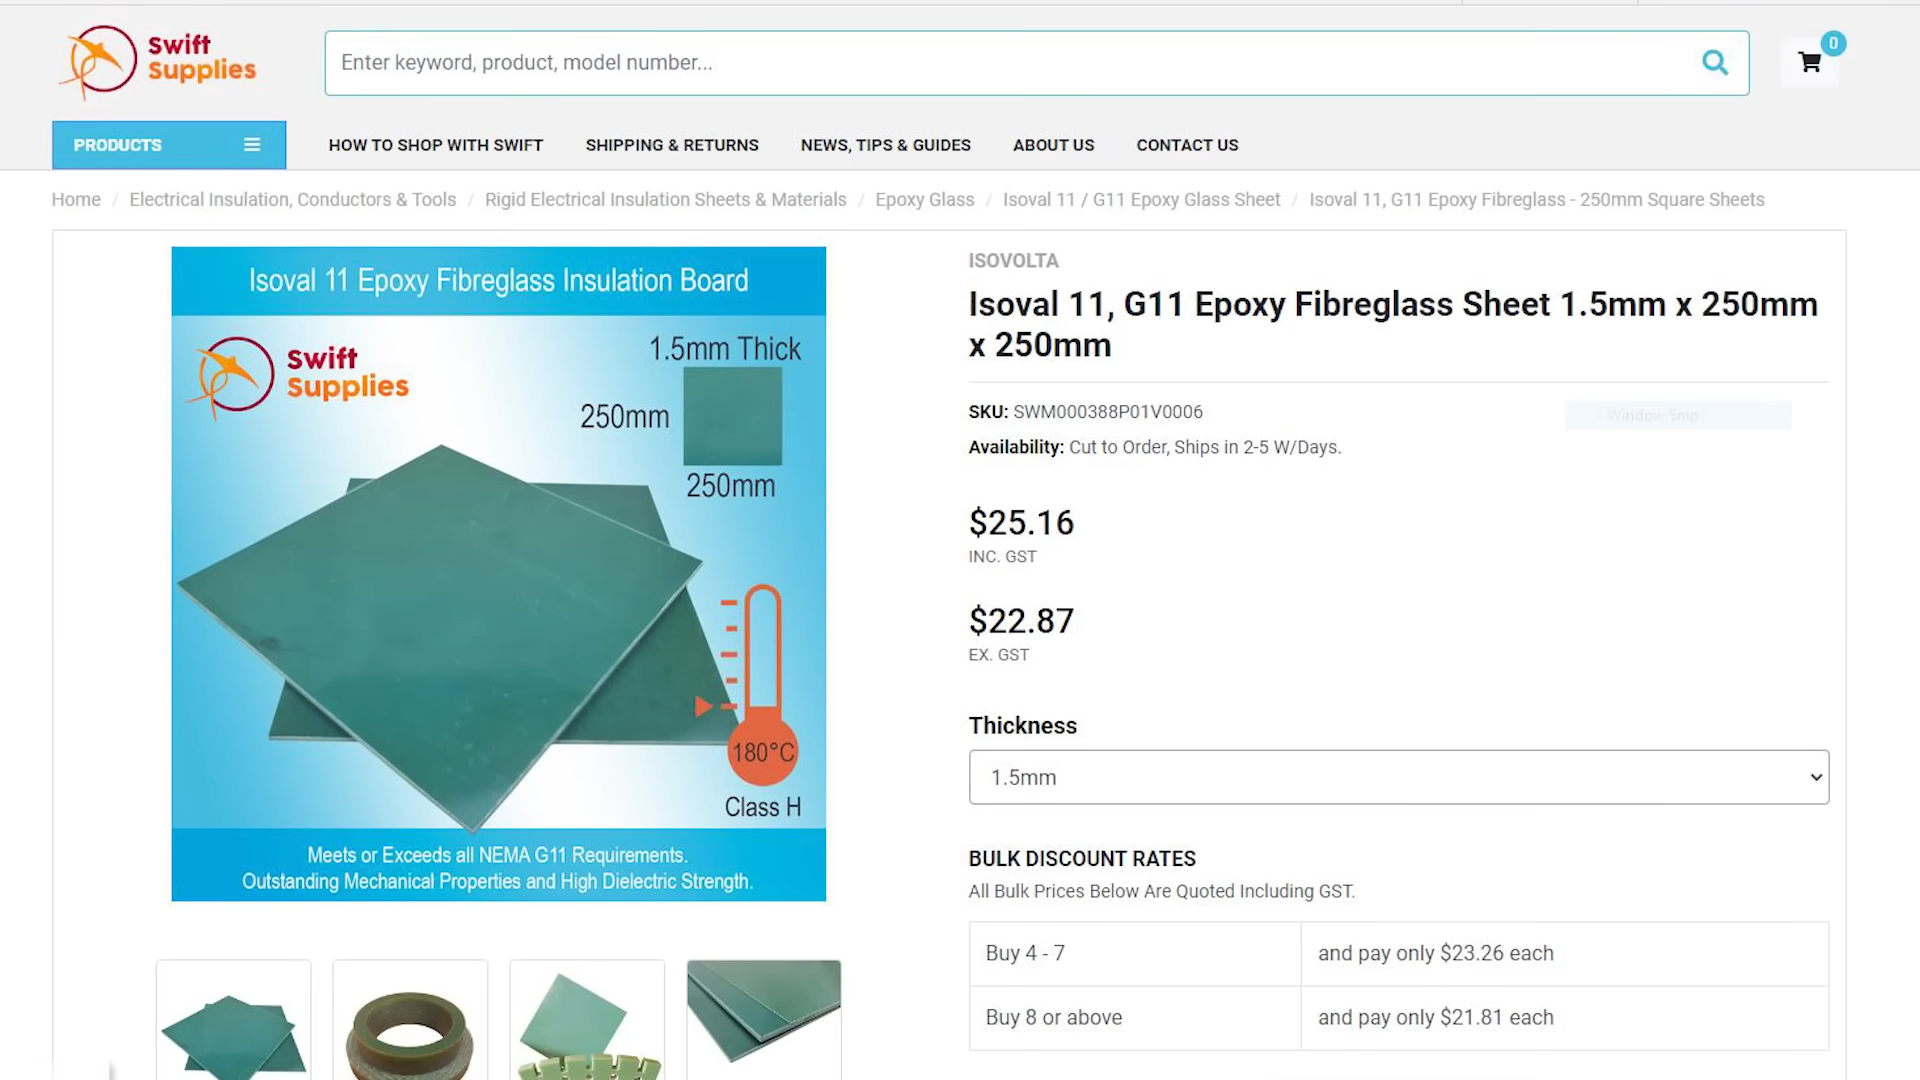 Swift
Supplies
Enter keyword, product, model number...
0
PRODUCTS
HOW TO SHOP WITH SWIFT
SHIPPING & RETURNS
NEWS, TIPS & GUIDES
ABOUT US
CONTACT US
Home / Electrical Insulation, Conductors & Tools / Rigid Electrical Insulation Sheets & Materials / Epoxy Glass / Isoval 11 / G11 Epoxy Glass Sheet / Isoval 11, G11 Epoxy Fibreglass - 250mm Square Sheets
Isoval 11 Epoxy Fibreglass Insulation Board
Swift
Supplies
1.5mm Thick
250mm
250mm
180°C
Class H
Meets or Exceeds all NEMA G11 Requirements.
Outstanding Mechanical Properties and High Dielectric Strength.
ISOVOLTA
Isoval 11, G11 Epoxy Fibreglass Sheet 1.5mm x 250mm
x 250mm
SKU: SWM000388P01V0006
Window Snip
Availability: Cut to Order, Ships in 2-5 W/Days.
$25.16
INC. GST
$22.87
EX. GST
Thickness
1.5mm
BULK DISCOUNT RATES
All Bulk Prices Below Are Quoted Including GST.
Buy 4 - 7 and pay only $23.26 each
Buy 8 or above and pay only $21.81 each